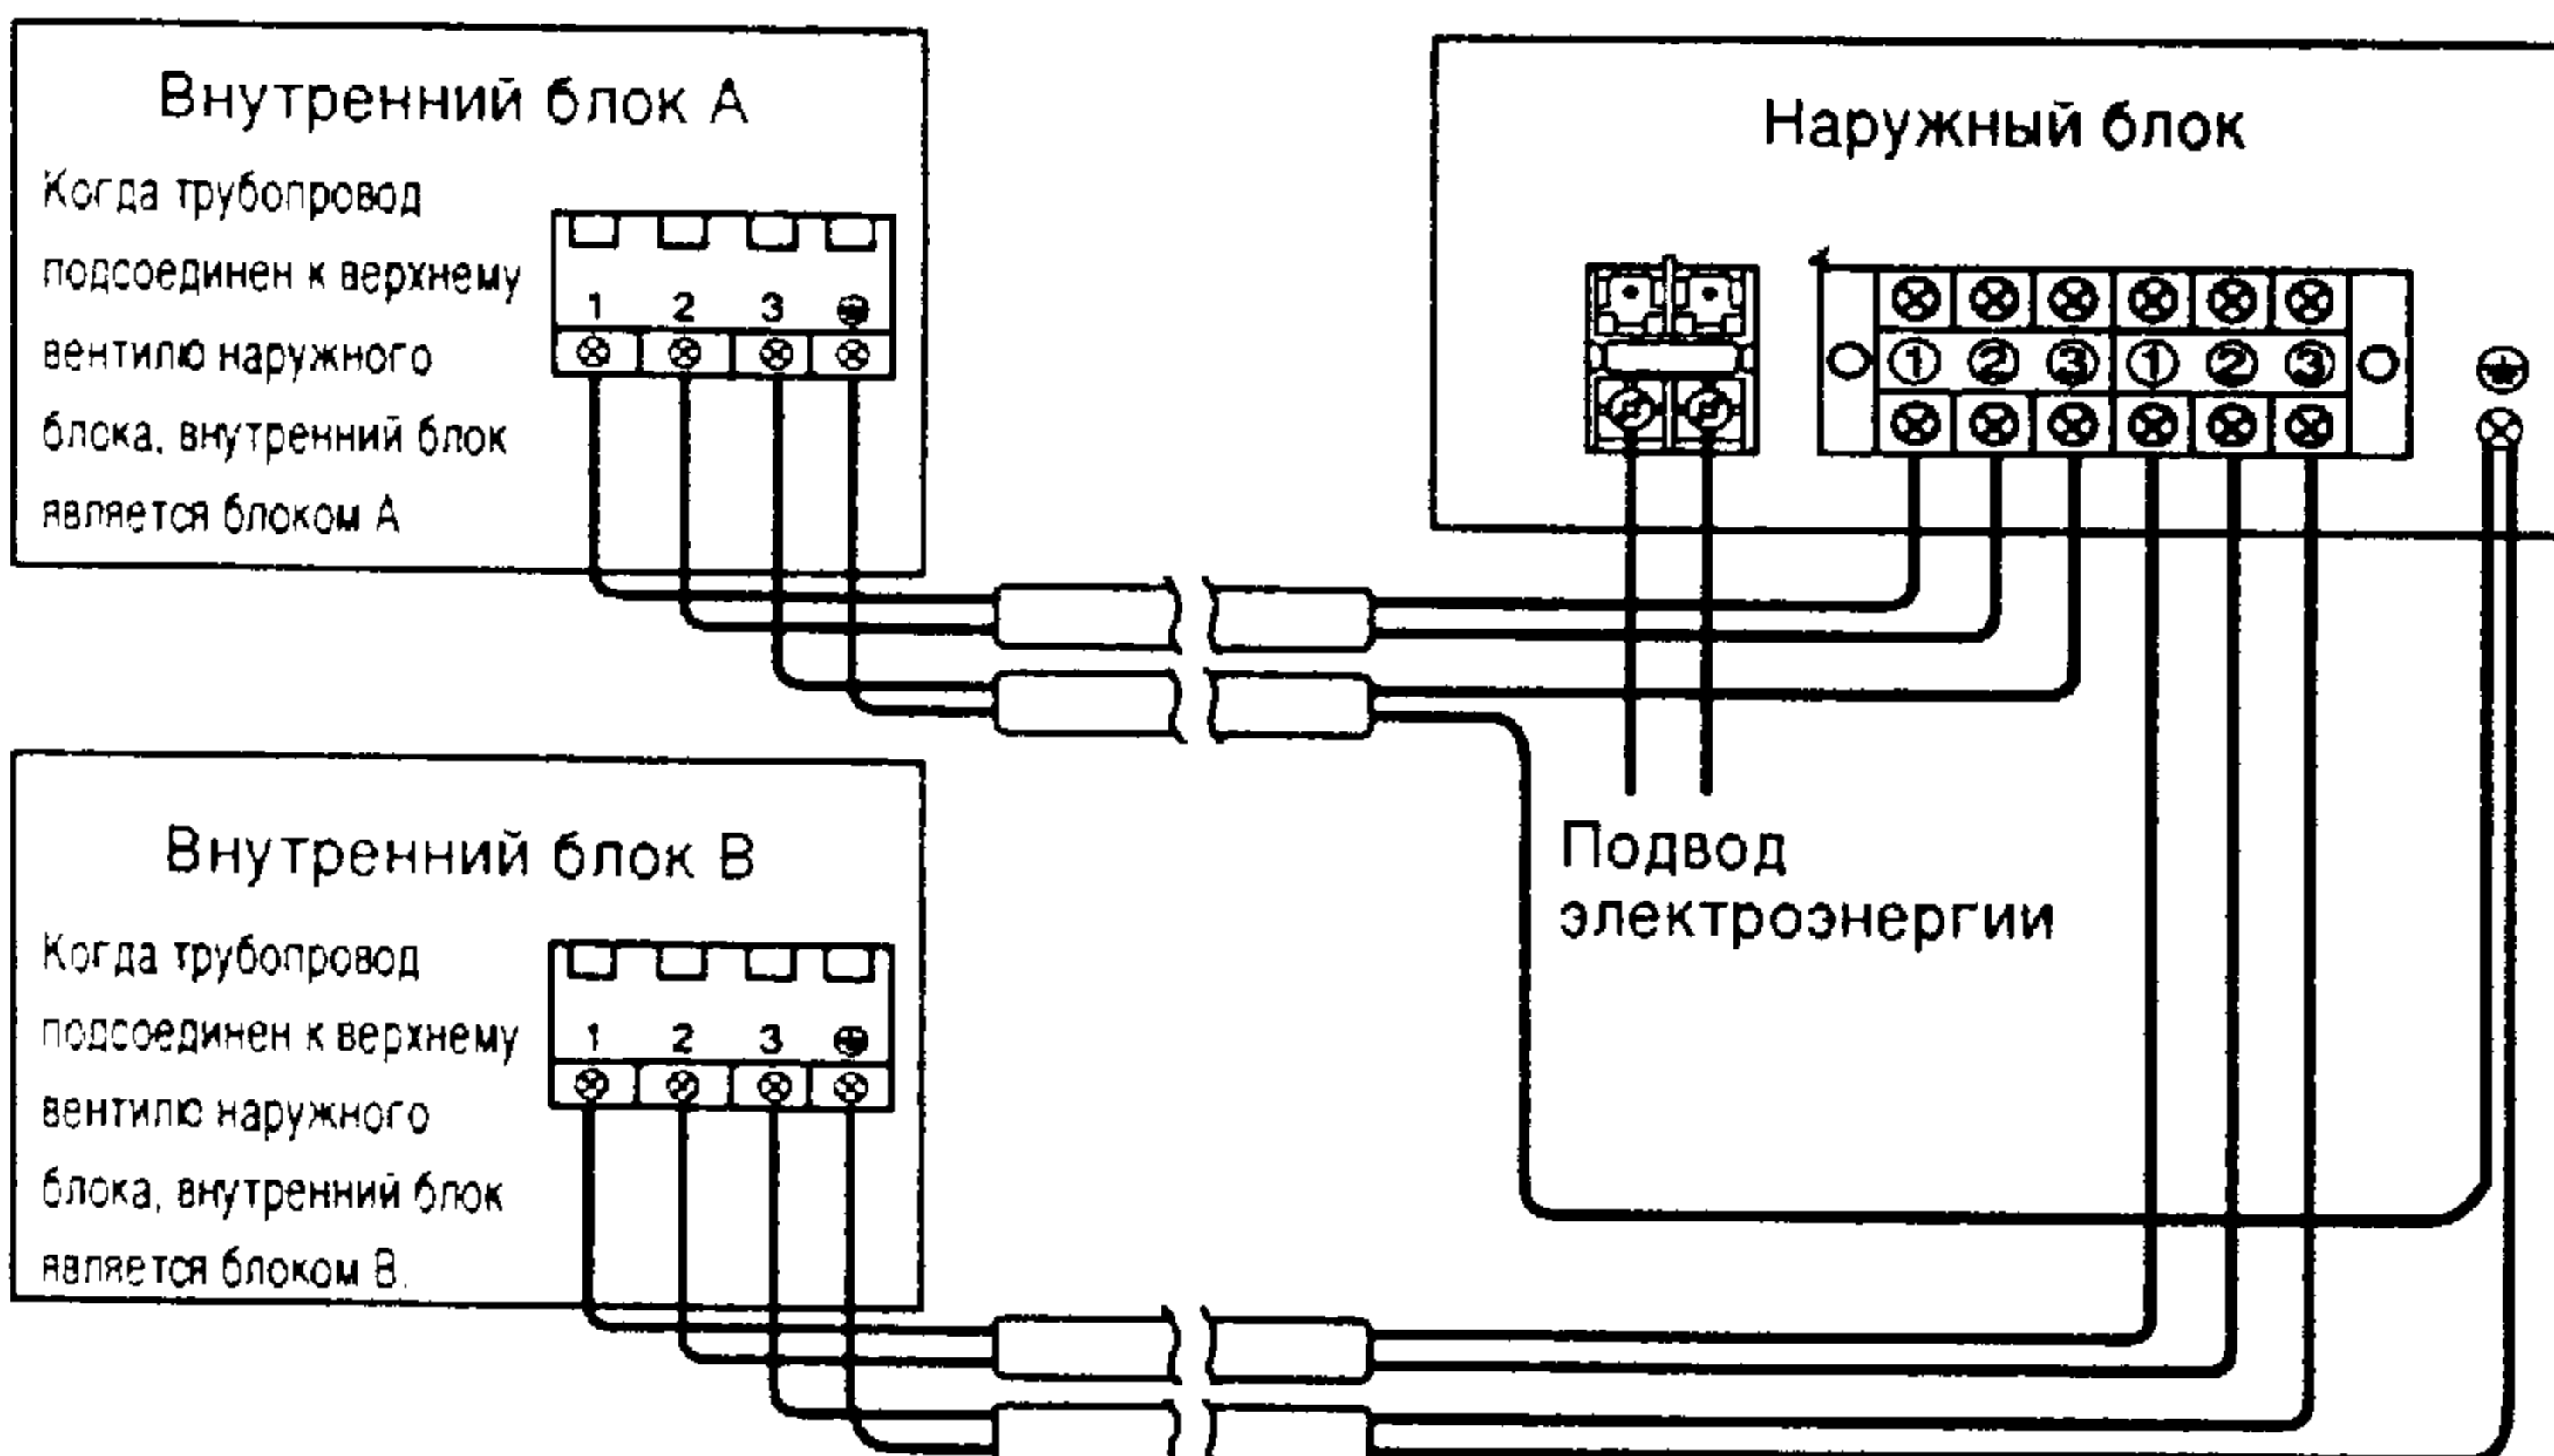 Внутренний блок А
Когда трубопровод
подсоединен к верхнему
вентилю наружного
блока, внутренний блок
является блоком А
1 2 3
Наружный блок
1 2 3 1 2 3
Подвод
электроэнергии
Внутренний блок В
Когда трубопровод
подсоединен к верхнему
вентилю наружного
блока, внутренний блок
является блоком В.
1 2 3